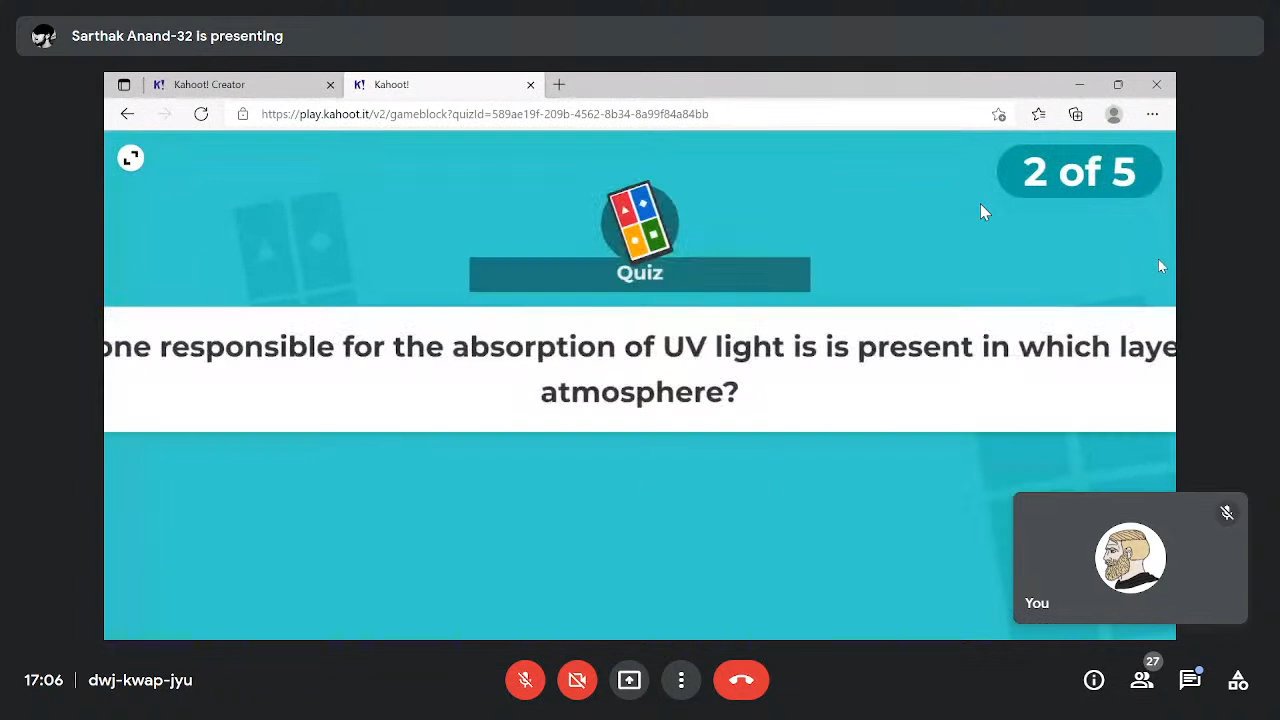 Sarthak Anand-32 is presenting
K! Kahoot! Creator
K! Kahoot!
https://play.kahoot.it/v2/gameblock?quizId=589ae19f-209b-4562-8b34-8a99f84a84bb
2 of 5
Quiz
one responsible for the absorption of UV light is is present in which laye
atmosphere?
You
17:06 | dwj-kwap-jyu
27